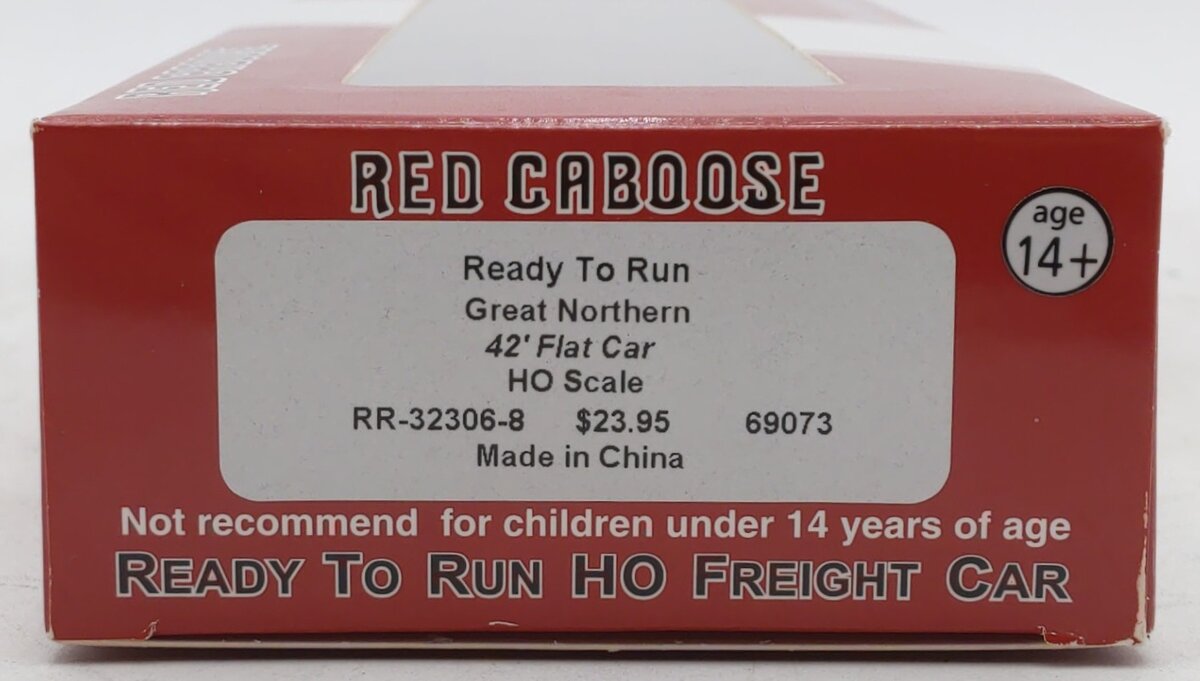 RED CABOOSE
RED CABOOSE
age
14+
Ready To Run
Great Northern
42' Flat Car
HO Scale
RR-32306-8 $23.95 69073
Made in China
Not recommend for children under 14 years of age
READY TO RUN HO FREIGHT CAR